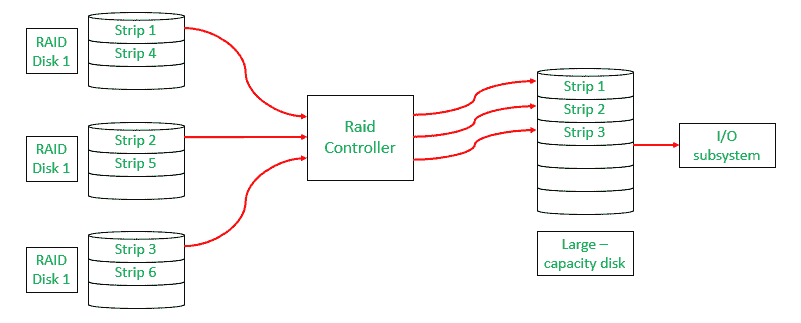 RAID
Disk 1
Strip 1
Strip 4
RAID
Disk 1
Strip 2
Strip 5
RAID
Disk 1
Strip 3
Strip 6
Raid
Controller
Strip 1
Strip 2
Strip 3
Large –
capacity disk
I/O
subsystem